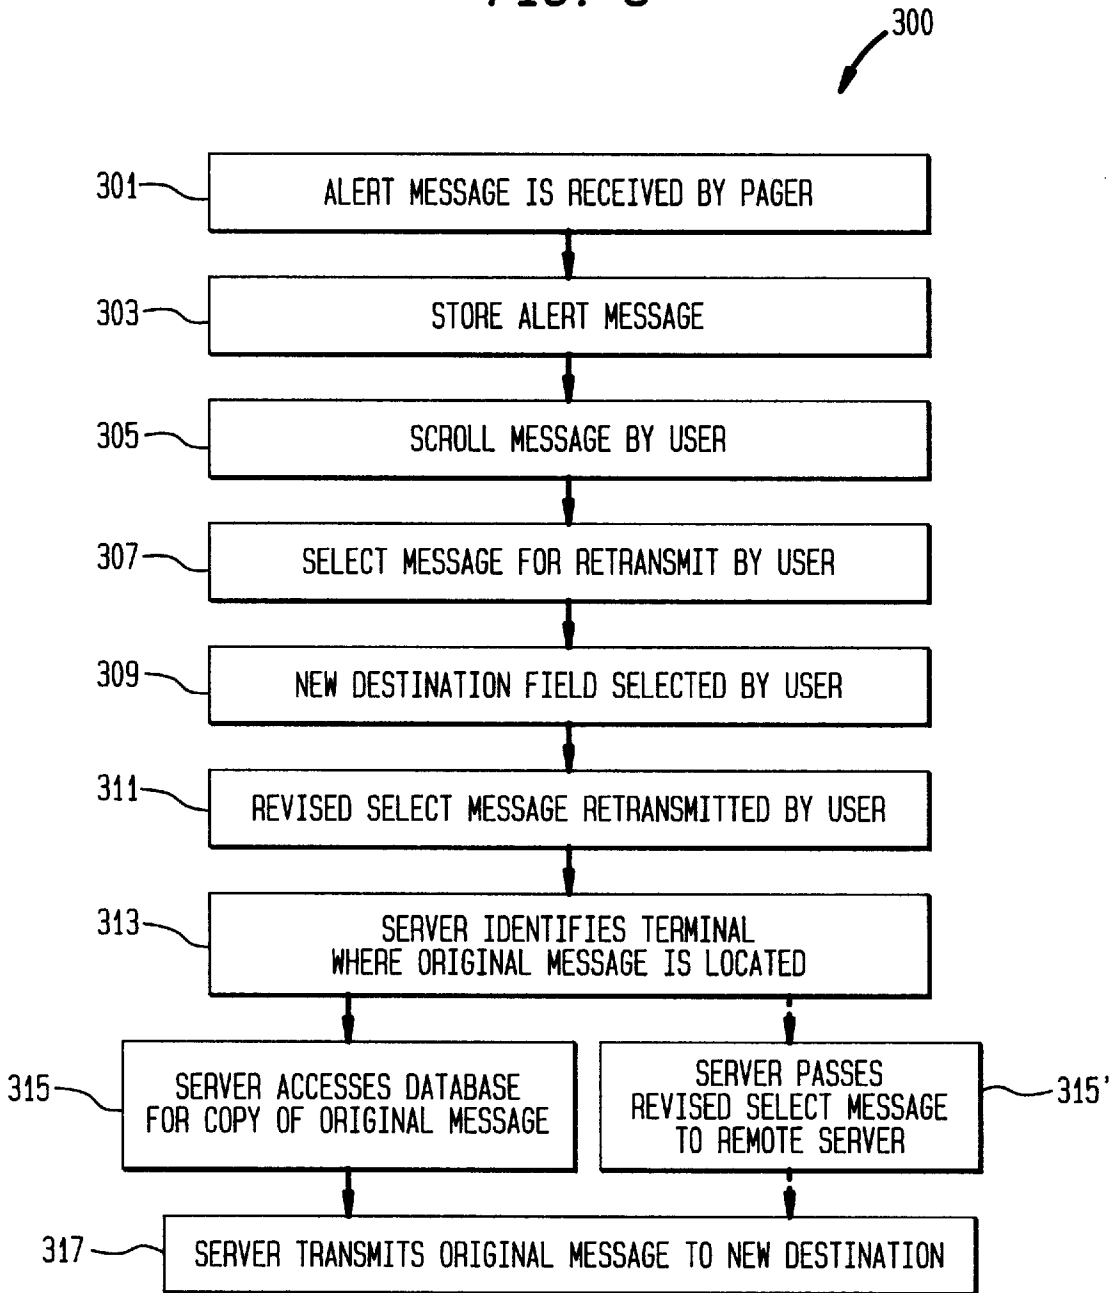 300
301
ALERT MESSAGE IS RECEIVED BY PAGER
303
STORE ALERT MESSAGE
305
SCROLL MESSAGE BY USER
307
SELECT MESSAGE FOR RETRANSMIT BY USER
309
NEW DESTINATION FIELD SELECTED BY USER
311
REVISED SELECT MESSAGE RETRANSMITTED BY USER
313
SERVER IDENTIFIES TERMINAL
WHERE ORIGINAL MESSAGE IS LOCATED
315
SERVER ACCESSES DATABASE
FOR COPY OF ORIGINAL MESSAGE
SERVER PASSES
REVISED SELECT MESSAGE
TO REMOTE SERVER
315'
317
SERVER TRANSMITS ORIGINAL MESSAGE TO NEW DESTINATION